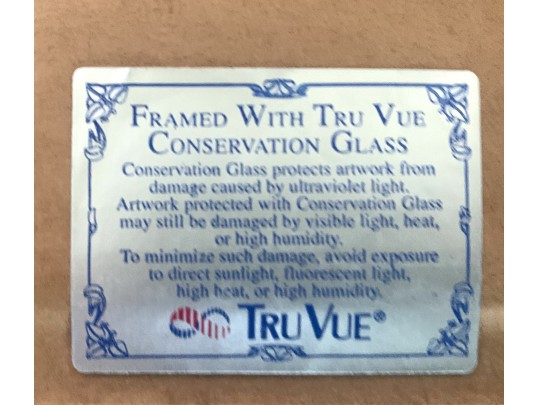 FRAMED WITH TRU VUE
CONSERVATION GLASS
Conservation Glass protects artwork from
damage caused by ultraviolet light.
Artwork protected with Conservation Glass
may still be damaged by visible light, heat,
or high humidity.
To minimize such damage, avoid exposure
to direct sunlight, fluorescent light,
high heat, or high humidity.
TRU VUE®